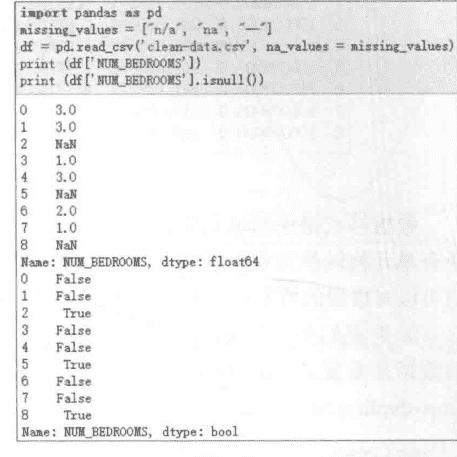 import pandas as pd
missing_values = ["n/a", "na", "—"]
df = pd.read_csv('clean-data.csv', na_values = missing_values)
print (df['NUM_BEDROOMS'])
print (df['NUM_BEDROOMS'].isnull())
0    3.0
1    3.0
2    NaN
3    1.0
4    3.0
5    NaN
6    2.0
7    1.0
8    NaN
Name: NUM_BEDROOMS, dtype: float64
0    False
1    False
2     True
3    False
4    False
5     True
6    False
7    False
8     True
Name: NUM_BEDROOMS, dtype: bool